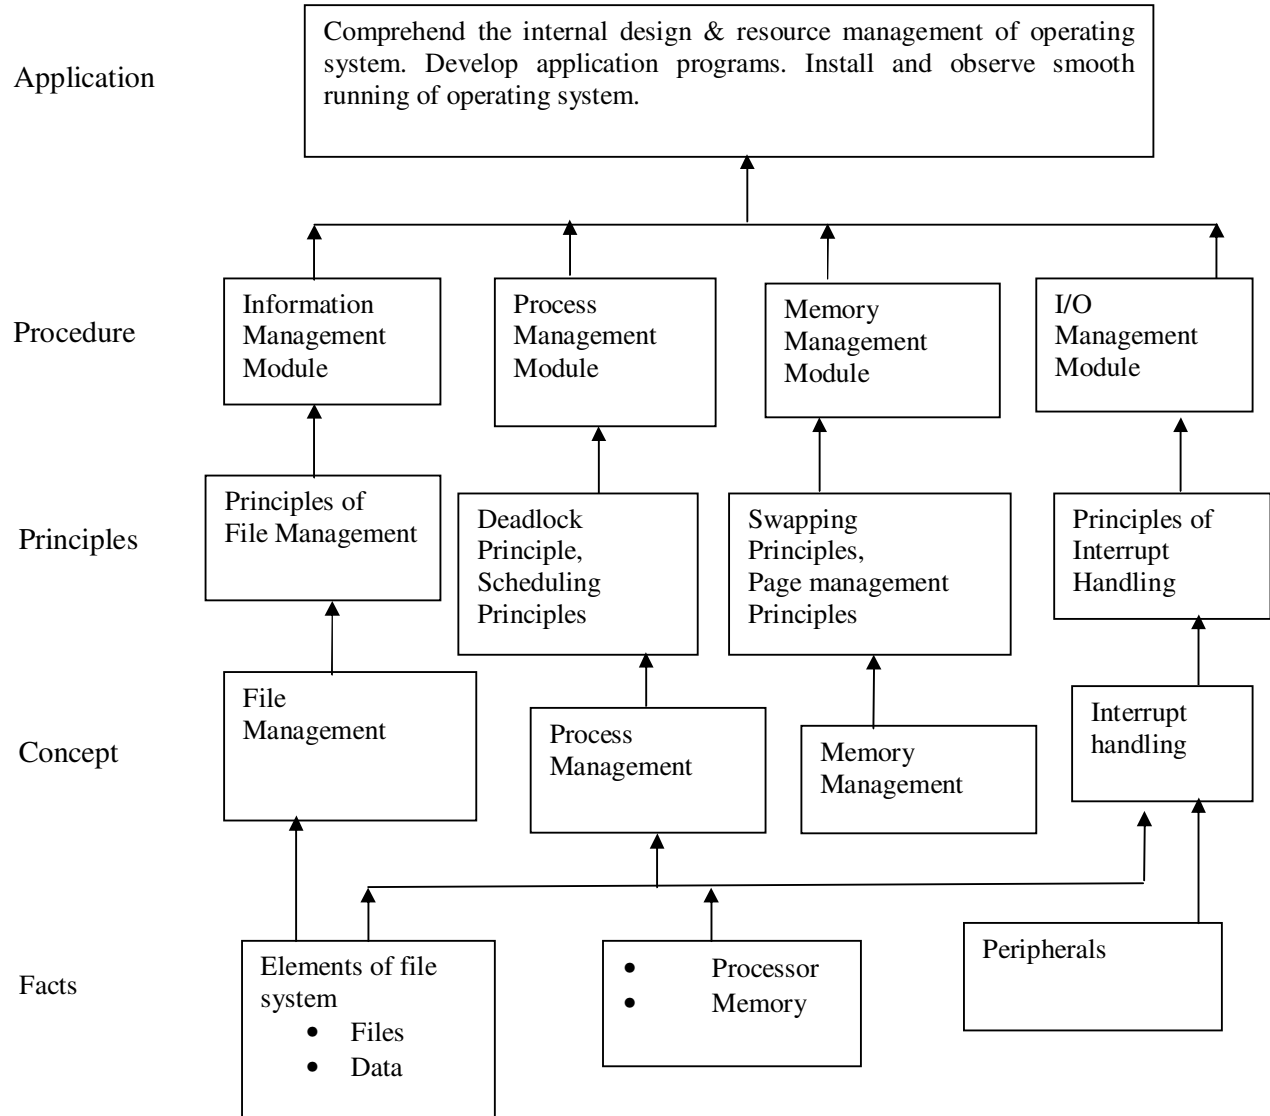 Application
Comprehend the internal design & resource management of operating
system. Develop application programs. Install and observe smooth
running of operating system.
Procedure
Information
Management
Module
Process
Management
Module
Memory
Management
Module
I/O
Management
Module
Principles
Principles of
File Management
Deadlock
Principle,
Scheduling
Principles
Swapping
Principles,
Page management
Principles
Principles of
Interrupt
Handling
Concept
File
Management
Process
Management
Memory
Management
Interrupt
handling
Facts
Elements of file
system
• Files
• Data
• Processor
• Memory
Peripherals